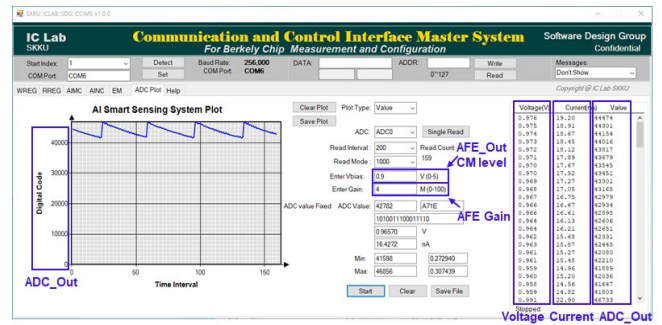 SKKU::ICLAB::SDG::CCIMS v1.0.0
IC Lab
SKKU
Communication and Control Interface Master System
For Berkely Chip Measurement and Configuration
Software Design Group
Confidential
Start Index: 1 Detect Baud Rate: 256,000 DATA: ADDR: Write Messages:
COM Port COM6 Set COM Port: COM6 0~127 Read Don'tShow
WREG RREG AIMC AINC EM ADC Plot Help
Copyright @ IC Lab SKKU
AI Smart Sensing System Plot
Digital Code
40000
30000
20000
10000
0
0 50 100 150
Time Interval
ADC_Out
Clear Plot Plot Type: Value
Save Plot
ADC: ADC0 Single Read
Read Interval: 200 Read Count:
Read Mode: 1000 159
Enter Vbias: 0.9 V (0-5)
Enter Gain: 4 M (0-100)
AFE_Out
CM level
AFE Gain
ADC value Fixed ADC Value: 42782 A71E
1010011100011110
0.96570 V
16.4272 nA
Min: 41598 0.272940
Max: 46856 0.307439
Start Clear Save File
Voltage(V) Current(nA) Value
0.976 19.20 44474
0.975 18.91 44301
0.974 18.67 44154
0.973 18.45 44016
0.972 18.12 43817
0.971 17.89 43679
0.970 17.67 43545
0.970 17.52 43451
0.969 17.27 43301
0.968 17.05 43165
0.967 16.75 42979
0.966 16.67 42934
0.966 16.61 42898
0.964 16.13 42606
0.964 16.21 42651
0.962 15.68 42331
0.963 15.87 42448
0.961 15.27 42080
0.961 15.48 42210
0.959 14.96 41889
0.960 15.20 42036
0.958 14.56 41647
0.959 14.82 41803
0.991 22.90 46733
Stopped
Voltage Current ADC_Out